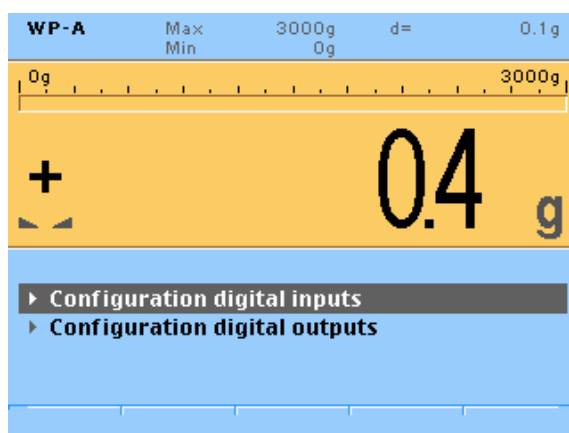 WP-A Max 3000g d= 0.1g
Min 0g
0g 3000g
+ 0.4 g
Configuration digital inputs
Configuration digital outputs